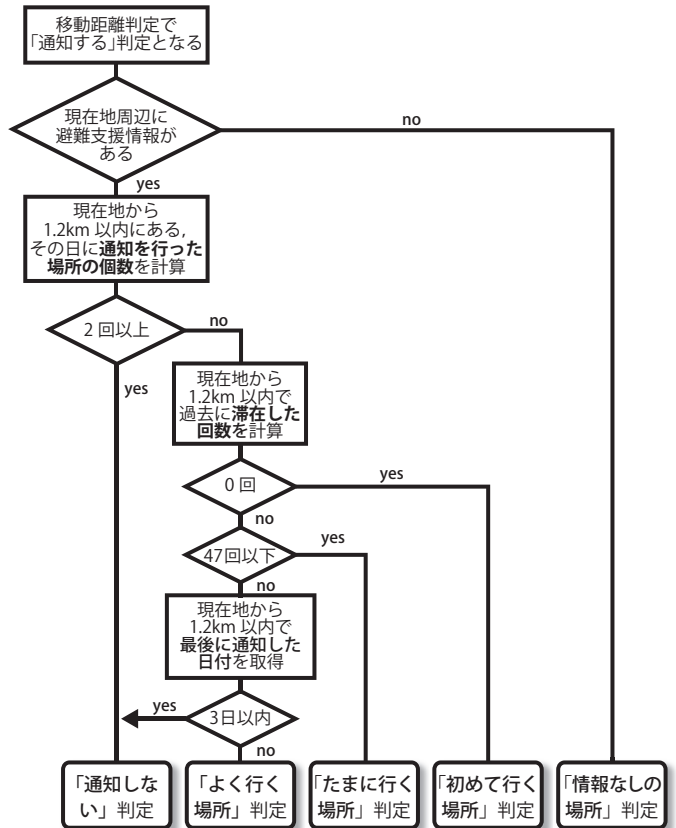 移動距離判定で
「通知する」判定となる
現在地周辺に
避難支援情報が
ある
no
yes
現在地から
1.2km 以内にある,
その日に通知を行った
場所の個数を計算
2 回以上
no
yes
現在地から
1.2km 以内で
過去に滞在した
回数を計算
0 回
yes
no
47回以下
yes
no
現在地から
1.2km 以内で
最後に通知した
日付を取得
3日以内
yes
no
「通知しな
い」判定
「よく行く
場所」判定
「たまに行く
場所」判定
「初めて行く
場所」判定
「情報なしの
場所」判定